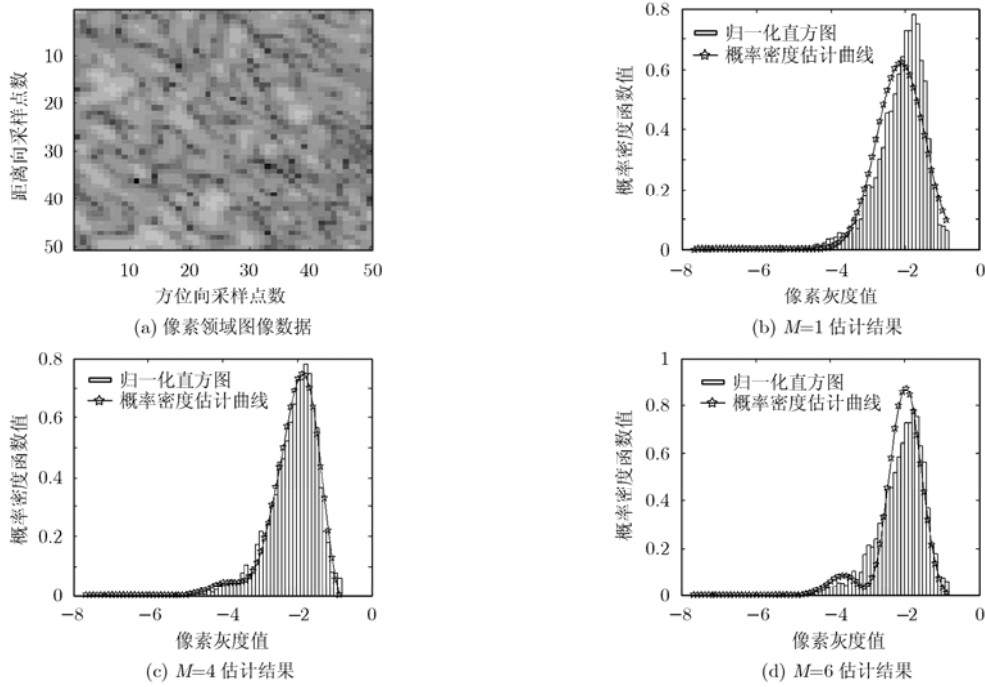 10
20
30
40
50
距离向采样点数
10
20
30
40
50
方位向采样点数
(a) 像素领域图像数据
0.8
0.6
0.4
0.2
0
概率密度函数值
归一化直方图
概率密度估计曲线
−8
−6
−4
−2
0
像素灰度值
(b) M=1 估计结果
0.8
0.6
0.4
0.2
0
概率密度函数值
归一化直方图
概率密度估计曲线
−8
−6
−4
−2
0
像素灰度值
(c) M=4 估计结果
1
0.8
0.6
0.4
0.2
0
概率密度函数值
归一化直方图
概率密度估计曲线
−8
−6
−4
−2
0
像素灰度值
(d) M=6 估计结果